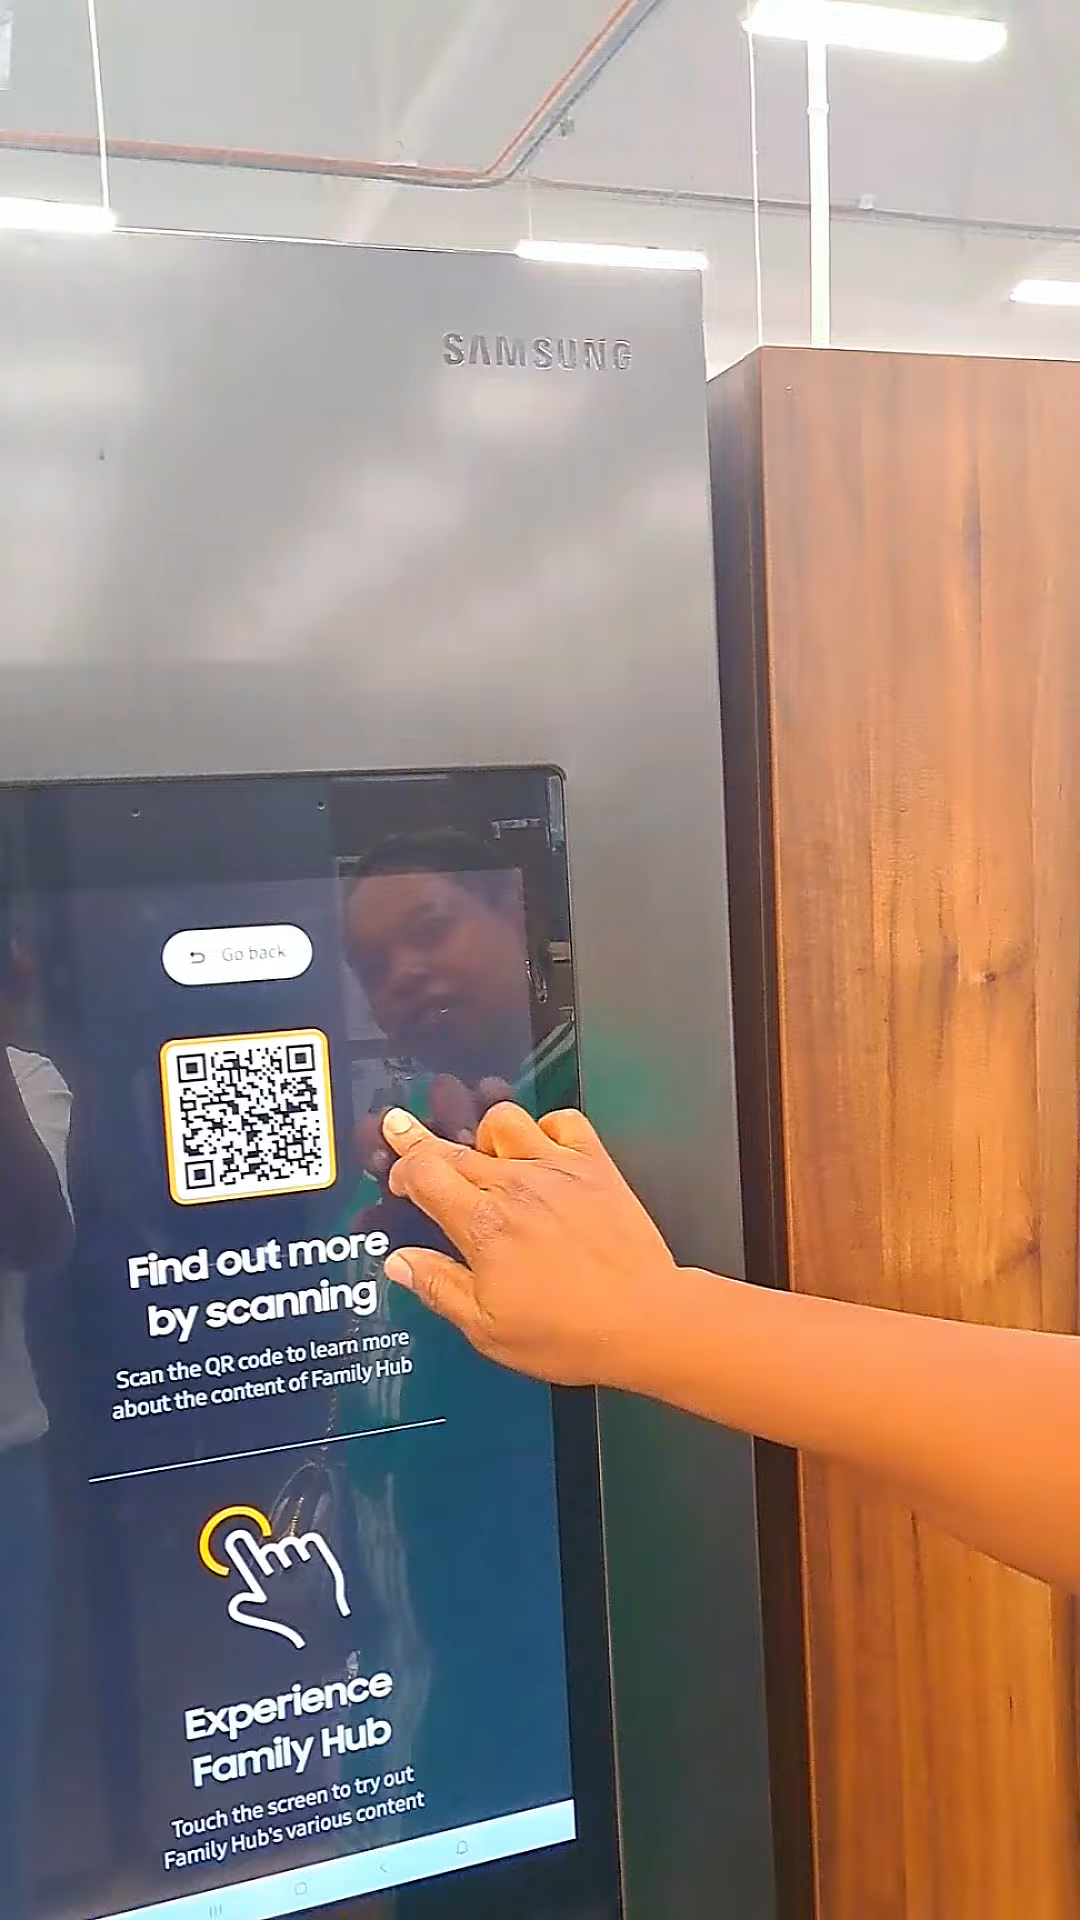 SAMSUNG
Go back
Find out more
by scanning
Scan the QR code to learn more
about the content of Family Hub
Experience
Family Hub
Touch the screen to try out
Family Hub's various content